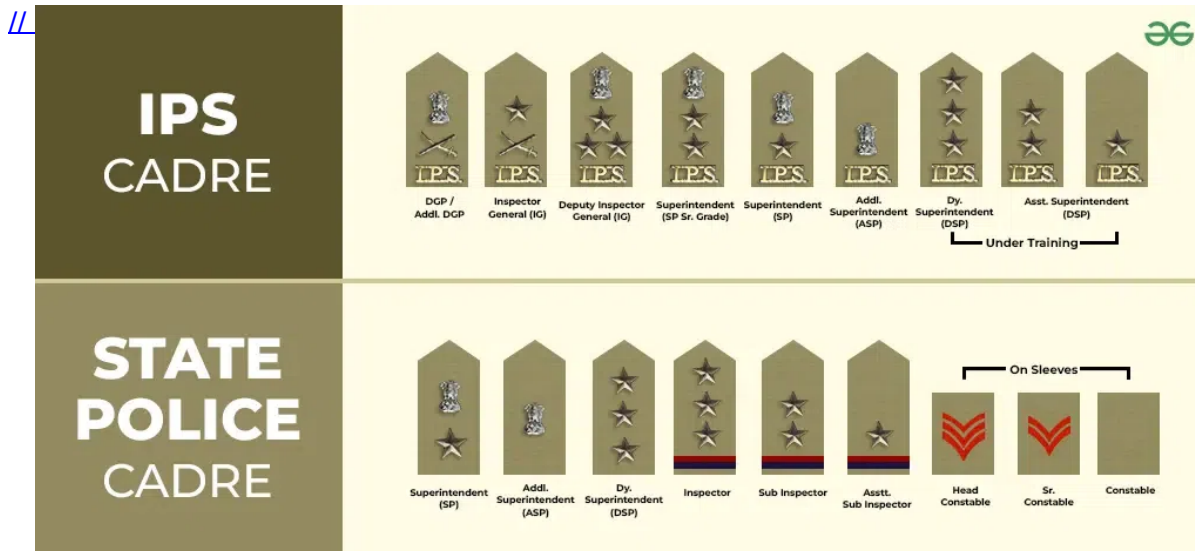 //
IPS
CADRE
I.P.S. I.P.S. I.P.S. I.P.S. I.P.S. I.P.S. I.P.S. I.P.S. I.P.S.
DGP /
Addl. DGP
Inspector
General (IG)
Deputy Inspector
General (IG)
Superintendent
(SP Sr. Grade)
Superintendent
(SP)
Addl.
Superintendent
(ASP)
Dy.
Superintendent
(DSP)
Asst. Superintendent
(DSP)
Under Training
STATE
POLICE
CADRE
On Sleeves
Superintendent
(SP)
Addl.
Superintendent
(ASP)
Dy.
Superintendent
(DSP)
Inspector
Sub Inspector
Asstt.
Sub Inspector
Head
Constable
Sr.
Constable
Constable